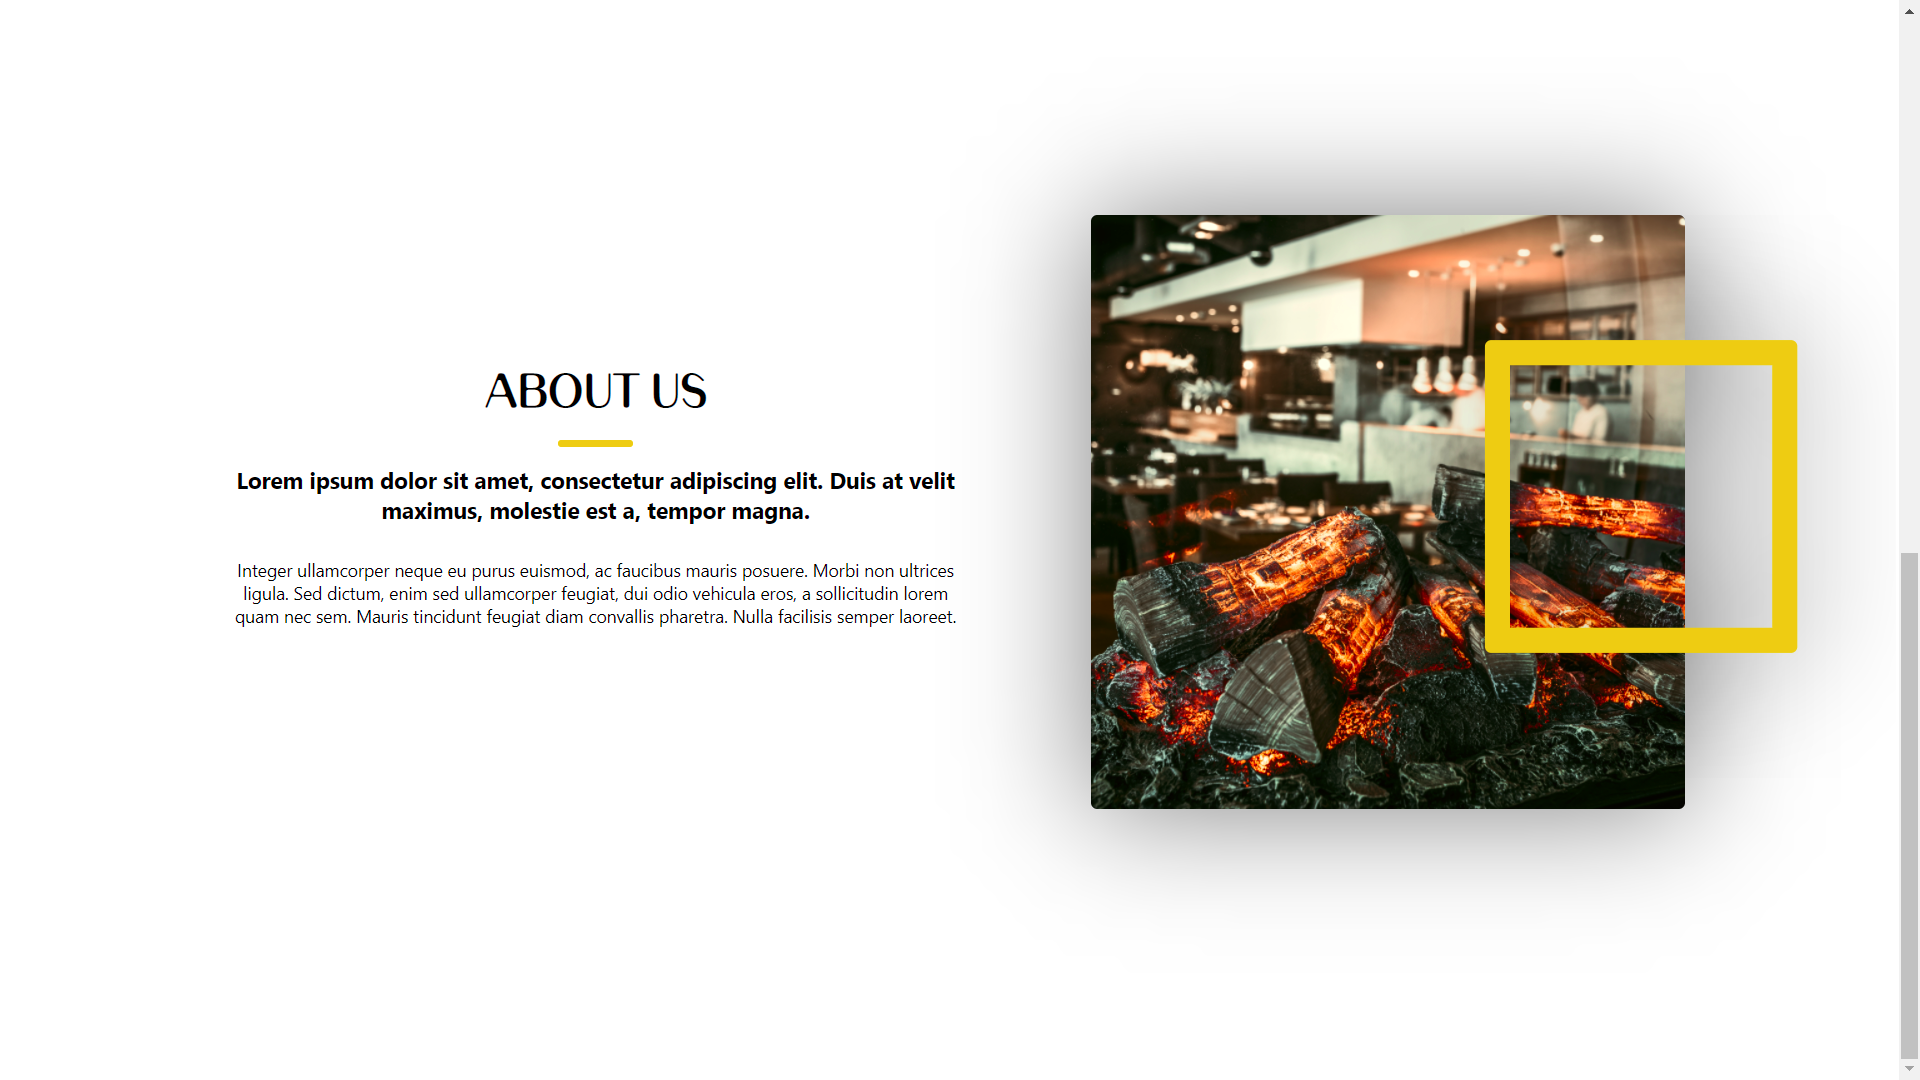 ABOUT US
Lorem ipsum dolor sit amet, consectetur adipiscing elit. Duis at velit
maximus, molestie est a, tempor magna.
Integer ullamcorper neque eu purus euismod, ac faucibus mauris posuere. Morbi non ultrices
ligula. Sed dictum, enim sed ullamcorper feugiat, dui odio vehicula eros, a sollicitudin lorem
quam nec sem. Mauris tincidunt feugiat diam convallis pharetra. Nulla facilisis semper laoreet.